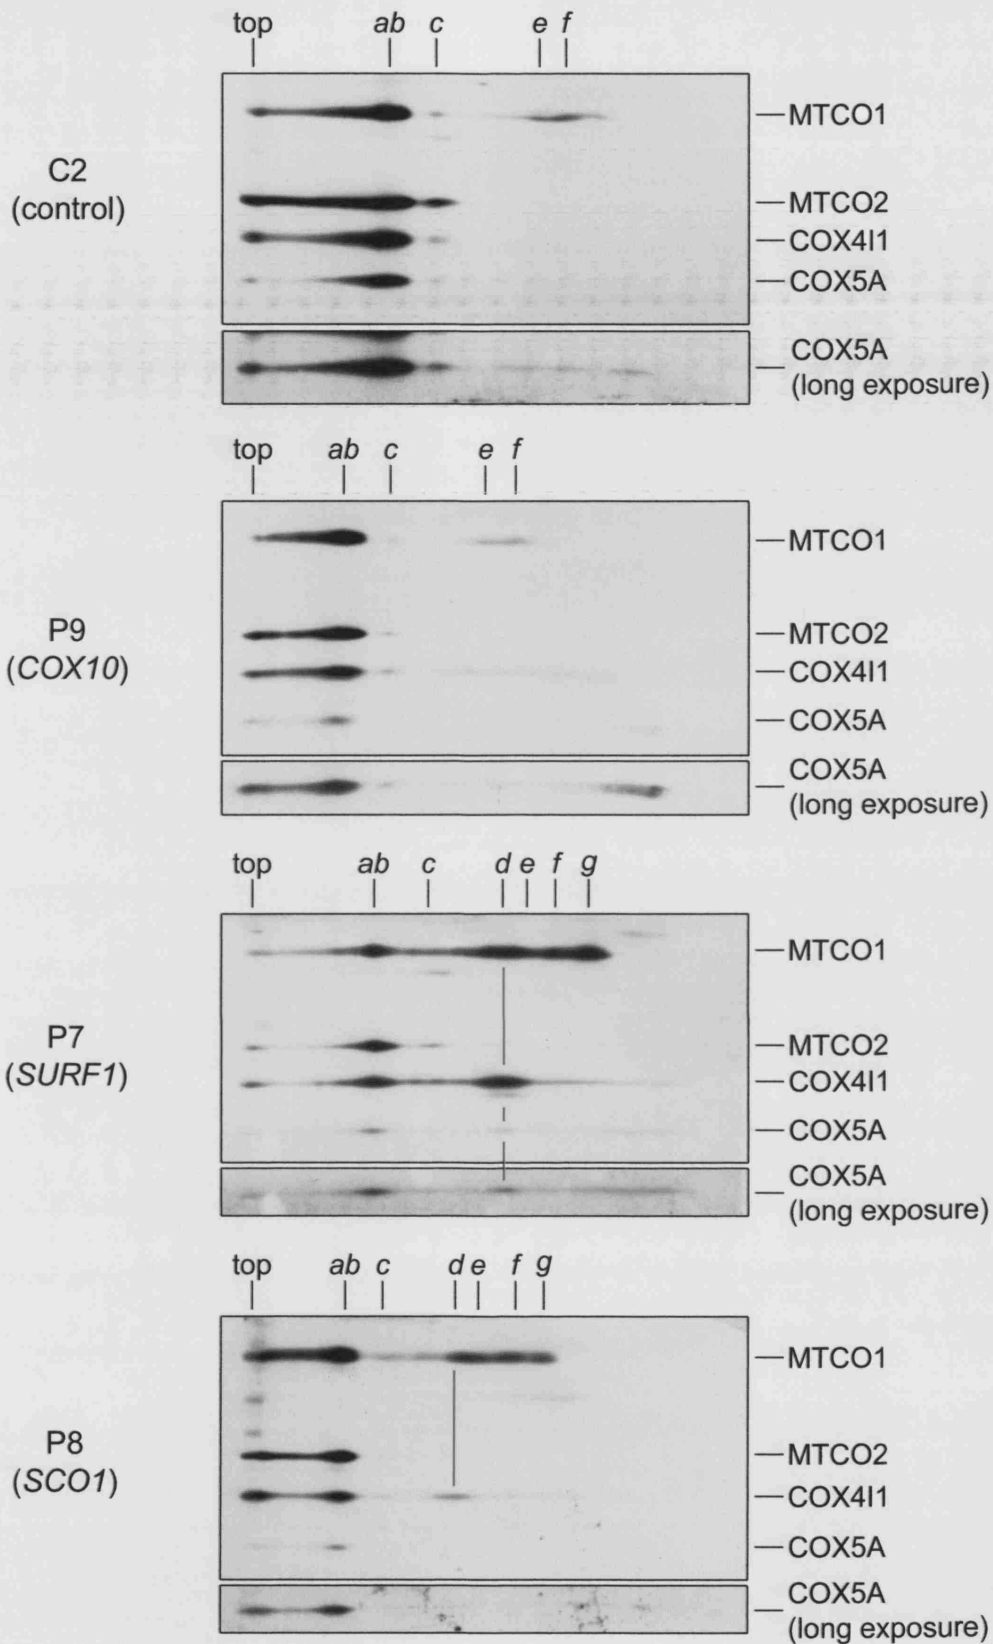 top ab c e f
C2
(control)
MTCO1
MTCO2
COX4I1
COX5A
COX5A
(long exposure)
top ab c e f
P9
(COX10)
MTCO1
MTCO2
COX4I1
COX5A
COX5A
(long exposure)
top ab c d e f g
P7
(SURF1)
MTCO1
MTCO2
COX4I1
COX5A
COX5A
(long exposure)
top ab c d e f g
P8
(SCO1)
MTCO1
MTCO2
COX4I1
COX5A
COX5A
(long exposure)